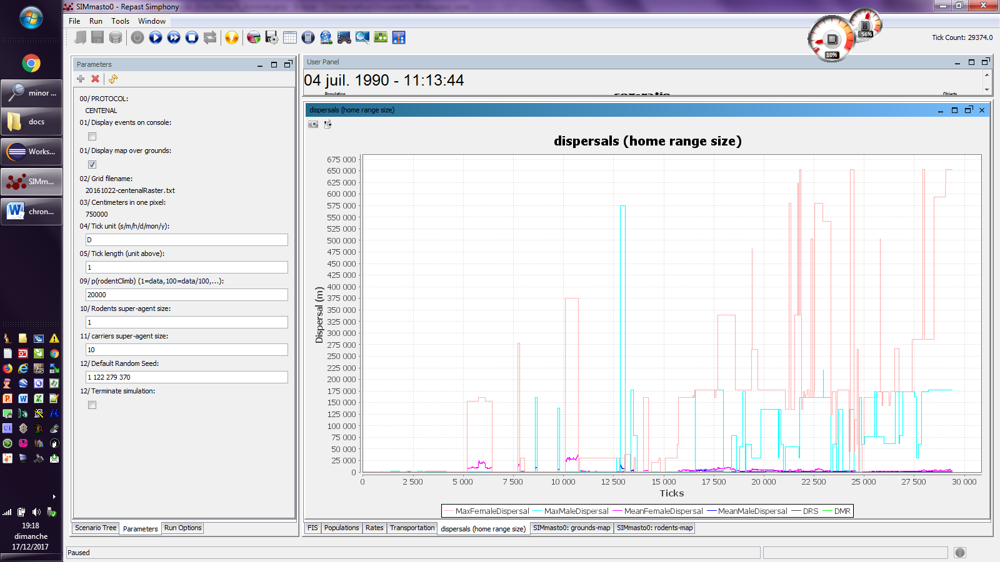 SIMmasto0 - Repast Simphony
File Run Tools Window
56%
10%
Tick Count: 29374.0
minor ...
docs
Works...
SIMm...
chron...
19:18
dimanche
17/12/2017
Parameters
00/ PROTOCOL:
CENTENAL
01/ Display events on console:
01/ Display map over grounds:
02/ Grid filename:
20161022-centenalRaster.txt
03/ Centimeters in one pixel:
750000
04/ Tick unit (s/m/h/d/mon/y):
D
05/ Tick length (unit above):
1
09/ p(rodentClimb) (1=data,100=data/100,...):
20000
10/ Rodents super-agent size:
1
11/ carriers super-agent size:
10
12/ Default Random Seed:
1 122 279 370
12/ Terminate simulation:
Scenario Tree Parameters Run Options
User Panel
04 juil. 1990 - 11:13:44
Population sex-ratio Objects
dispersals (home range size)
dispersals (home range size)
Dispersal (m)
675 000
650 000
625 000
600 000
575 000
550 000
525 000
500 000
475 000
450 000
425 000
400 000
375 000
350 000
325 000
300 000
275 000
250 000
225 000
200 000
175 000
150 000
125 000
100 000
75 000
50 000
25 000
0
0 2 500 5 000 7 500 10 000 12 500 15 000 17 500 20 000 22 500 25 000 27 500 30 000
Ticks
MaxFemaleDispersal MaxMaleDispersal MeanFemaleDispersal MeanMaleDispersal DRS DMR
FIS Populations Rates Transportation dispersals (home range size) SIMmasto0: grounds-map SIMmasto0: rodents-map
Paused